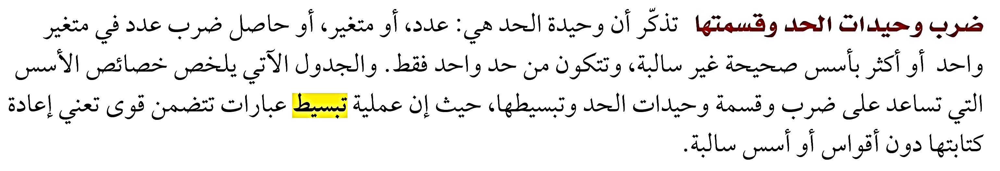 ضرب وحيدات الحد وقسمتها تذكّر أن وحيدة الحد هي: عدد، أو متغير، أو حاصل ضرب عدد في متغير
واحد أو أكثر بأسس صحيحة غير سالبة، وتتكون من حد واحد فقط. والجدول الآتي يلخص خصائص الأسس
التي تساعد على ضرب وقسمة وحيدات الحد وتبسيطها، حيث إن عملية تبسيط عبارات تتضمن قوى تعني إعادة
كتابتها دون أقواس أو أسس سالبة.